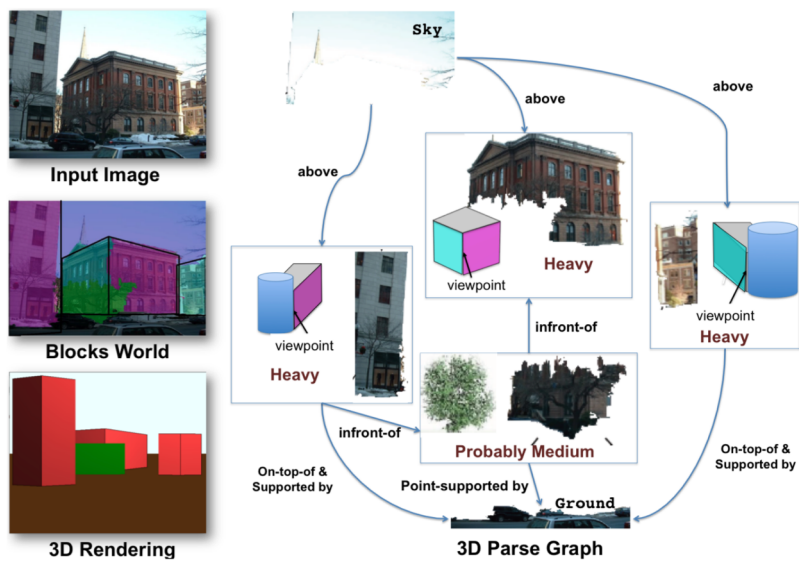 Sky
above
above
above
Input Image
Heavy
viewpoint
viewpoint
viewpoint
Heavy
Heavy
infront-of
Blocks World
infront-of
Probably Medium
On-top-of &
Supported by
On-top-of &
Supported by
Point-supported by
Ground
3D Rendering
3D Parse Graph